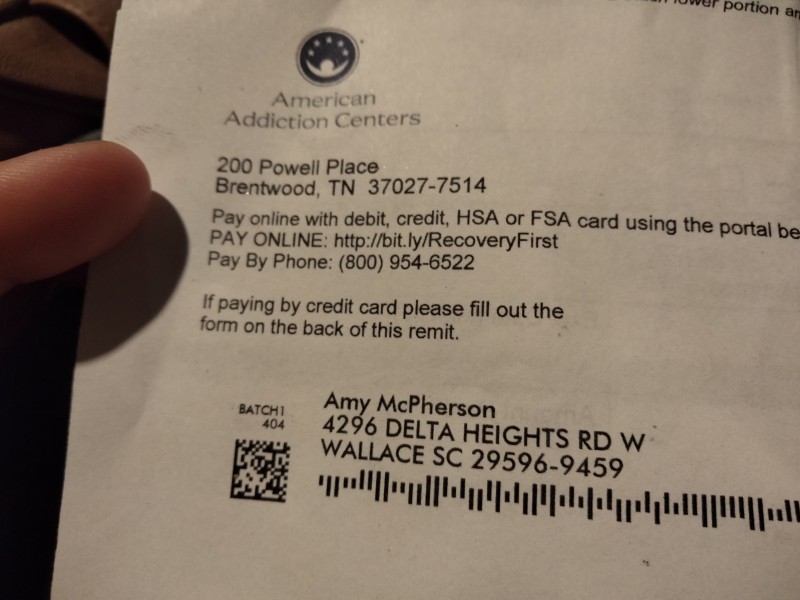 lower portion an
American
Addiction Centers
200 Powell Place
Brentwood, TN 37027-7514
Pay online with debit, credit, HSA or FSA card using the portal be
PAY ONLINE: http://bit.ly/RecoveryFirst
Pay By Phone: (800) 954-6522
If paying by credit card please fill out the
form on the back of this remit.
BATCH1
404
Amy McPherson
4296 DELTA HEIGHTS RD W
WALLACE SC 29596-9459